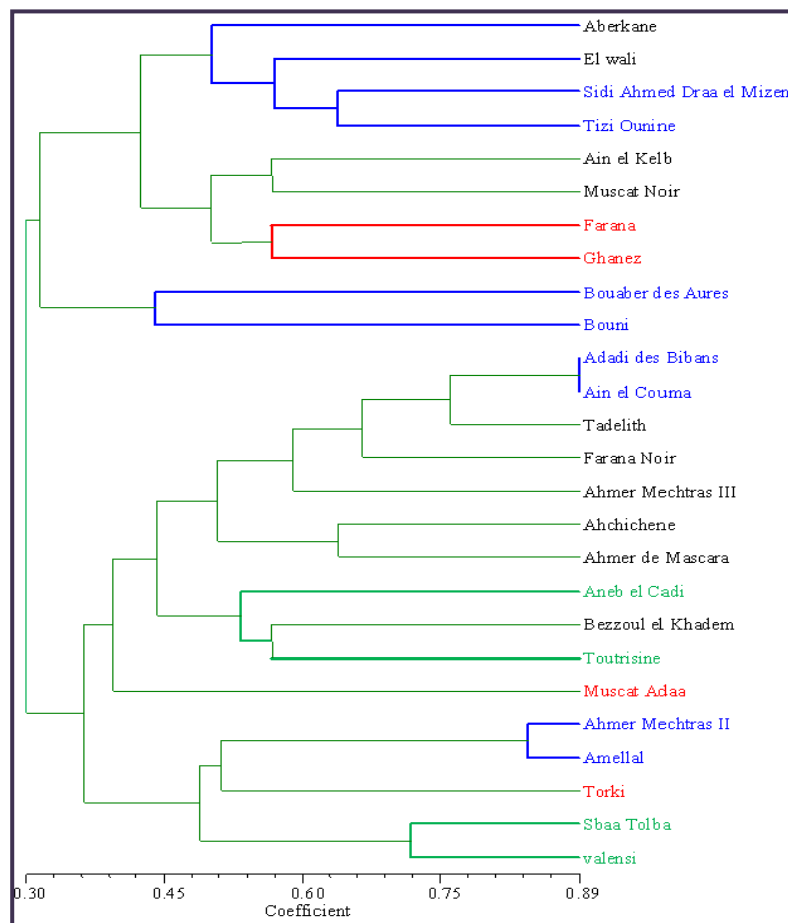 Aberkane
El wali
Sidi Ahmed Draa el Mizen
Tizi Ounine
Ain el Kelb
Muscat Noir
Farana
Ghanez
Bouaber des Aures
Bouni
Adadi des Bibans
Ain el Couma
Tadelith
Farana Noir
Ahmer Mechtras III
Ahchichene
Ahmer de Mascara
Aneb el Cadi
Bezzoul el Khadem
Toutrisine
Muscat Adaa
Ahmer Mechtras II
Amellal
Torki
Sbaa Tolba
valensi
0.30 0.45 0.60 0.75 0.89
Coefficient